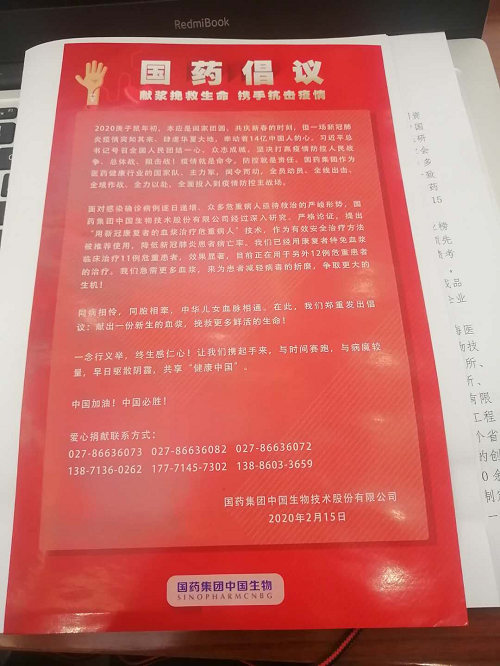 RedmiBook
国药倡议
献浆挽救生命 携手抗击疫情
2020庚子鼠年初，本应是阖家团圆，共庆新春的时刻，但一场新冠肺
炎疫情突如其来，肆虐华夏大地，牵动着14亿中国人的心。习近平总
书记号召全国人民团结一心、众志成城，坚决打赢疫情防控人民战
争、总体战、阻击战！疫情就是命令，防控就是责任。国药集团作为
医药健康行业的国家队、主力军，闻令而动，全员动员、全线出击、
全域作战、全力以赴，全面投入到疫情防控主战场。
面对感染确诊病例逐日递增、众多危重病人亟待救治的严峻形势，国
药集团中国生物技术股份有限公司经过深入研究、严格论证，提出
“用新冠康复者的血浆治疗危重病人”技术，作为有效安全治疗方法
被推荐使用，降低新冠肺炎患者病亡率。我们已经用康复者特免血浆
临床治疗11例危重患者，效果显著，目前正在用于另外12例危重患者
的治疗。我们急需更多血浆，来为患者减轻病毒的折磨，争取更大的
生机！
同病相怜，同胞相牵，中华儿女血脉相通。在此，我们郑重发出倡
议：献出一份新生的血浆，挽救更多鲜活的生命！
一念行义举，终生感仁心！让我们携起手来，与时间赛跑，与病魔较
量，早日驱散阴霾，共享“健康中国”。
中国加油！中国必胜！
爱心捐献联系方式：
027-86636073 027-86636082 027-86636072
138-7136-0262 177-7145-7302 138-8603-3659
国药集团中国生物技术股份有限公司
2020年2月15日
国药集团中国生物
SINOPHARMCNBG